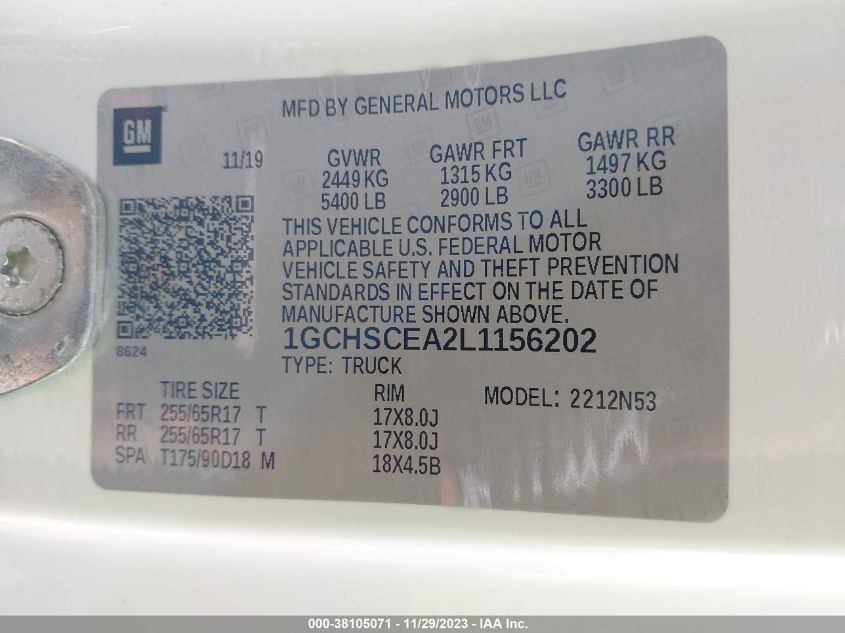 MFD BY GENERAL MOTORS LLC
GM
11/19 GVWR GAWR FRT GAWR RR
2449 KG 1315 KG 1497 KG
5400 LB 2900 LB 3300 LB
THIS VEHICLE CONFORMS TO ALL
APPLICABLE U.S. FEDERAL MOTOR
VEHICLE SAFETY AND THEFT PREVENTION
STANDARDS IN EFFECT ON THE DATE OF
MANUFACTURE SHOWN ABOVE.
1GCHSCEA2L1156202
8624
TYPE: TRUCK
TIRE SIZE RIM MODEL: 2212N53
FRT 255/65R17 T 17X8.0J
RR 255/65R17 T 17X8.0J
SPA T175/90D18 M 18X4.5B
000-38105071 - 11/29/2023 - IAA Inc.